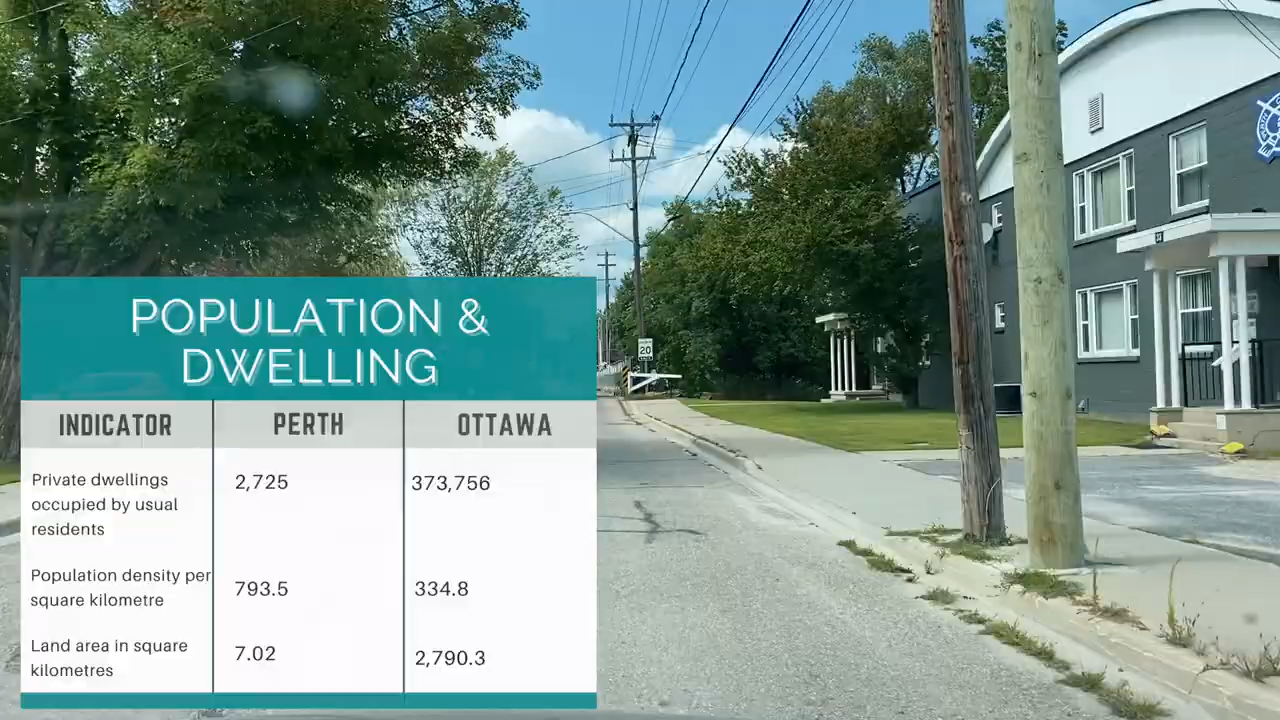 POPULATION &
DWELLING
INDICATOR PERTH OTTAWA
Private dwellings
occupied by usual
residents
2,725 373,756
Population density per
square kilometre
793.5 334.8
Land area in square
kilometres
7.02 2,790.3
20